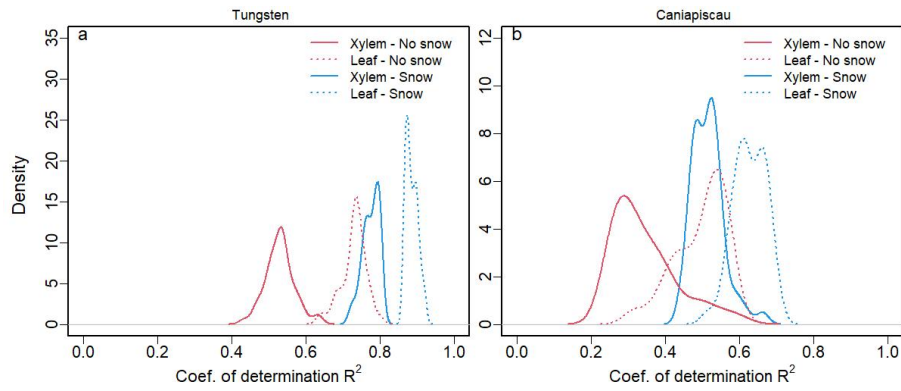 Tungsten
a
Xylem - No snow
Leaf - No snow
Xylem - Snow
Leaf - Snow
Density
35
30
25
20
15
10
5
0
0.0 0.2 0.4 0.6 0.8 1.0
Coef. of determination R²
Caniapiscau
b
Xylem - No snow
Leaf - No snow
Xylem - Snow
Leaf - Snow
12
10
8
6
4
2
0
0.0 0.2 0.4 0.6 0.8 1.0
Coef. of determination R²